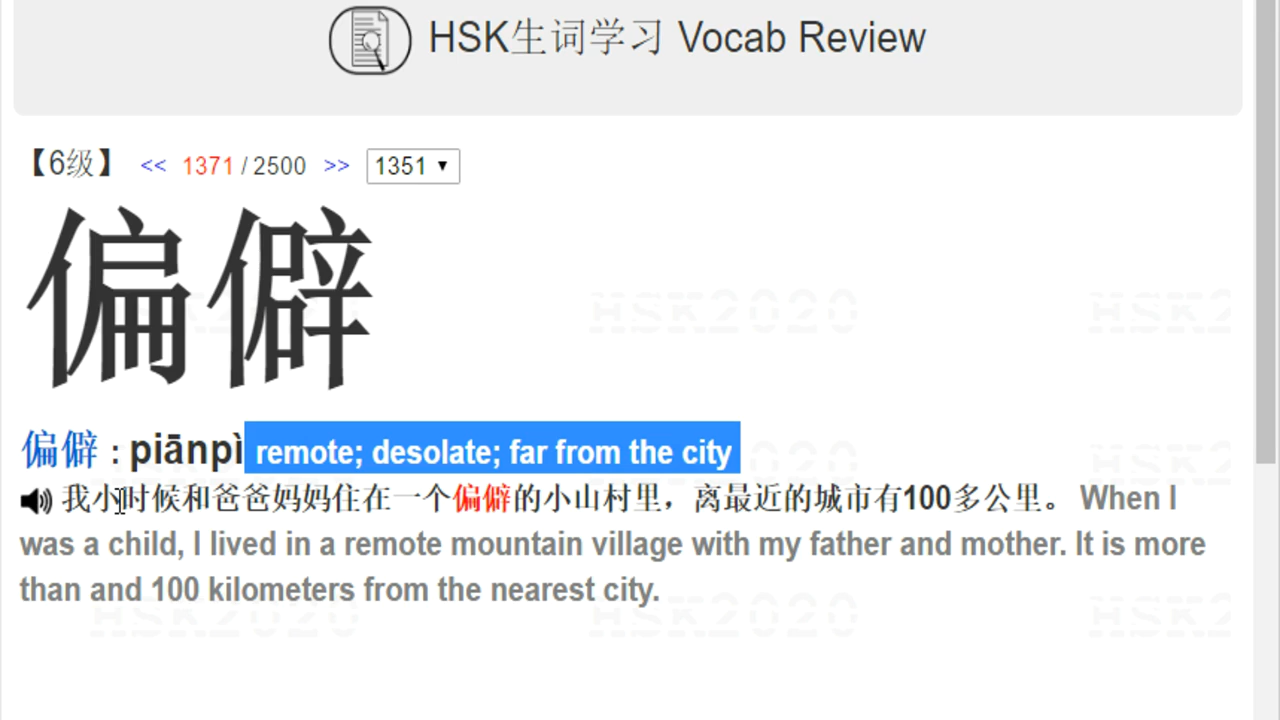 HSK生词学习 Vocab Review
【6级】 << 1371 / 2500 >> 1351
偏僻
偏僻 : piānpì remote; desolate; far from the city
我小时候和爸爸妈妈住在一个偏僻的小山村里，离最近的城市有100多公里。 When I
was a child, I lived in a remote mountain village with my father and mother. It is more
than and 100 kilometers from the nearest city.
HSK2020